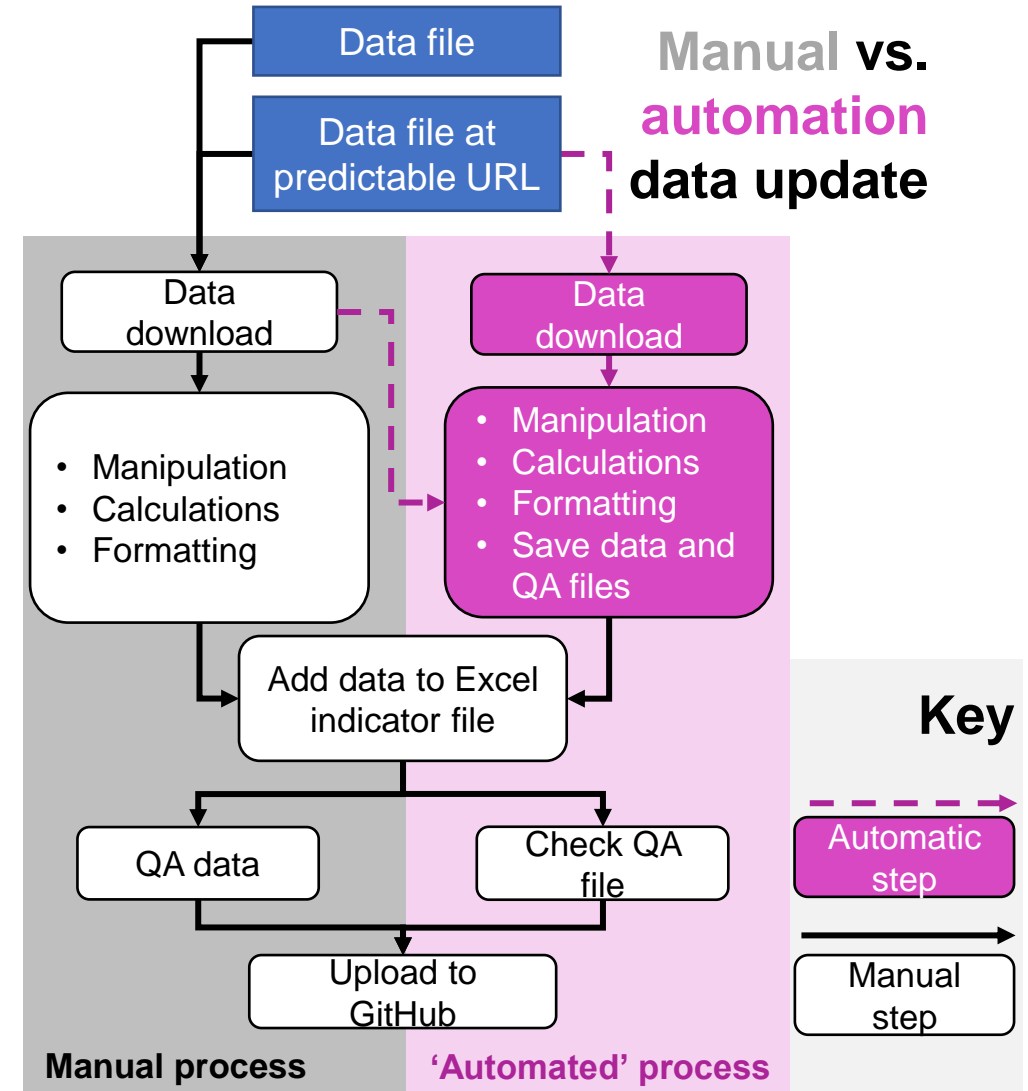 Data file
Manual vs.
automation
data update
Data file at
predictable URL
Data
download
Data
download
• Manipulation
• Calculations
• Formatting
• Manipulation
• Calculations
• Formatting
• Save data and
QA files
Add data to Excel
indicator file
QA data
Check QA
file
Upload to
GitHub
Manual process
‘Automated’ process
Key
Automatic
step
Manual
step